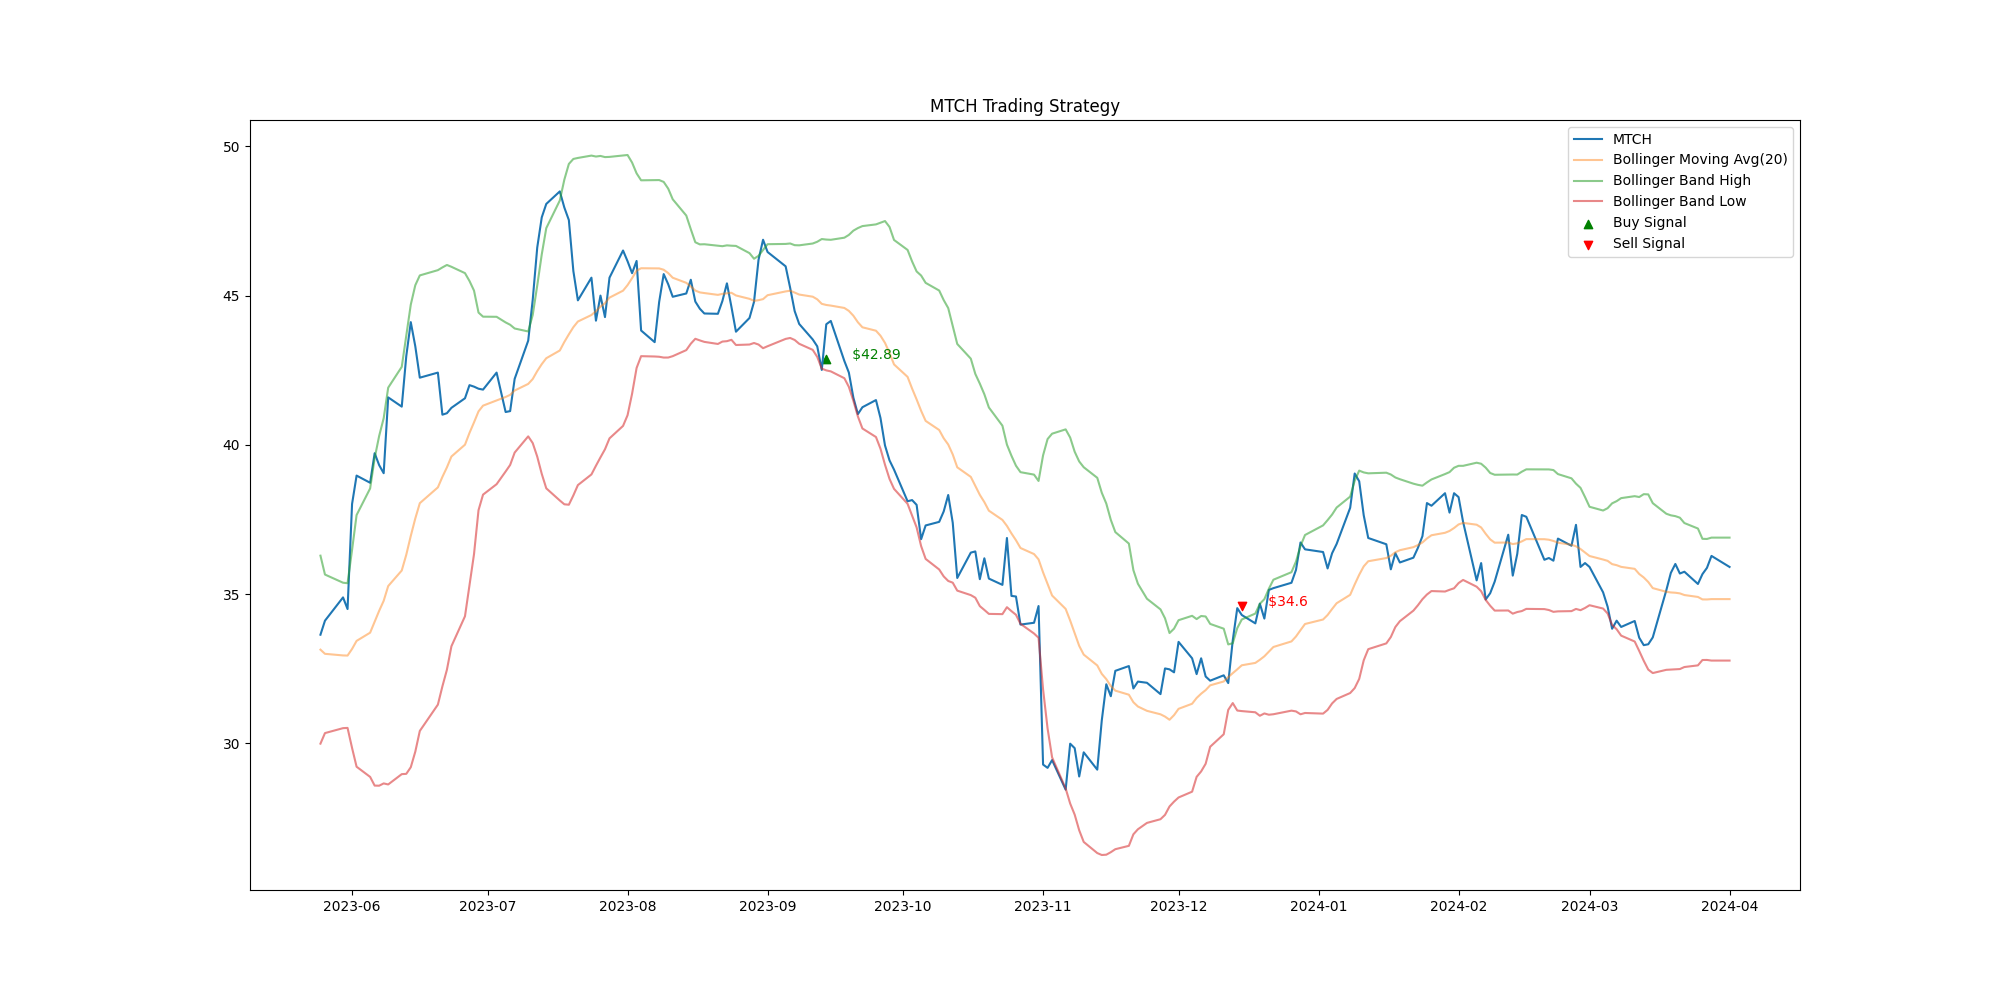 MTCH Trading Strategy
MTCH
Bollinger Moving Avg(20)
Bollinger Band High
Bollinger Band Low
Buy Signal
Sell Signal
50
45
40
35
30
$42.89
$34.6
2023-06 2023-07 2023-08 2023-09 2023-10 2023-11 2023-12 2024-01 2024-02 2024-03 2024-04